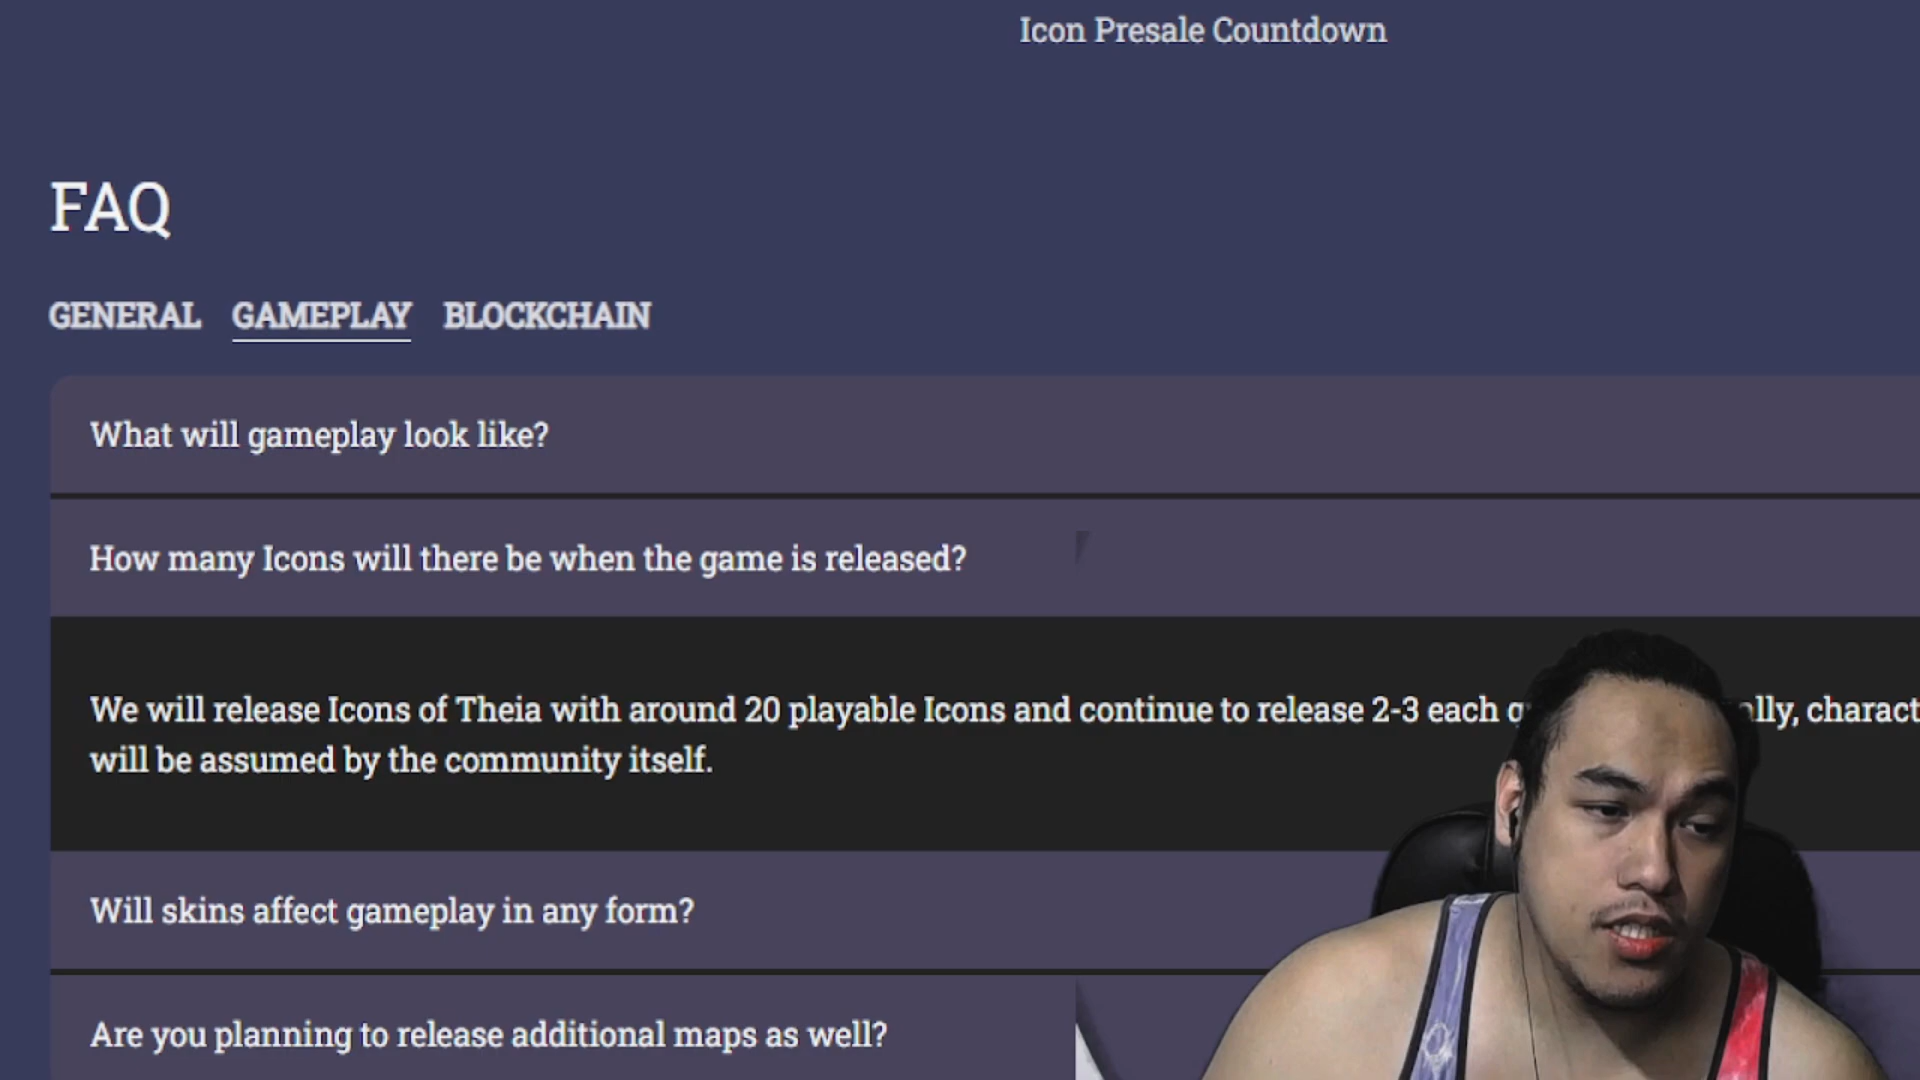 Icon Presale Countdown
FAQ
GENERAL GAMEPLAY BLOCKCHAIN
What will gameplay look like?
How many Icons will there be when the game is released?
We will release Icons of Theia with around 20 playable Icons and continue to release 2-3 each
will be assumed by the community itself.
Will skins affect gameplay in any form?
Are you planning to release additional maps as well?